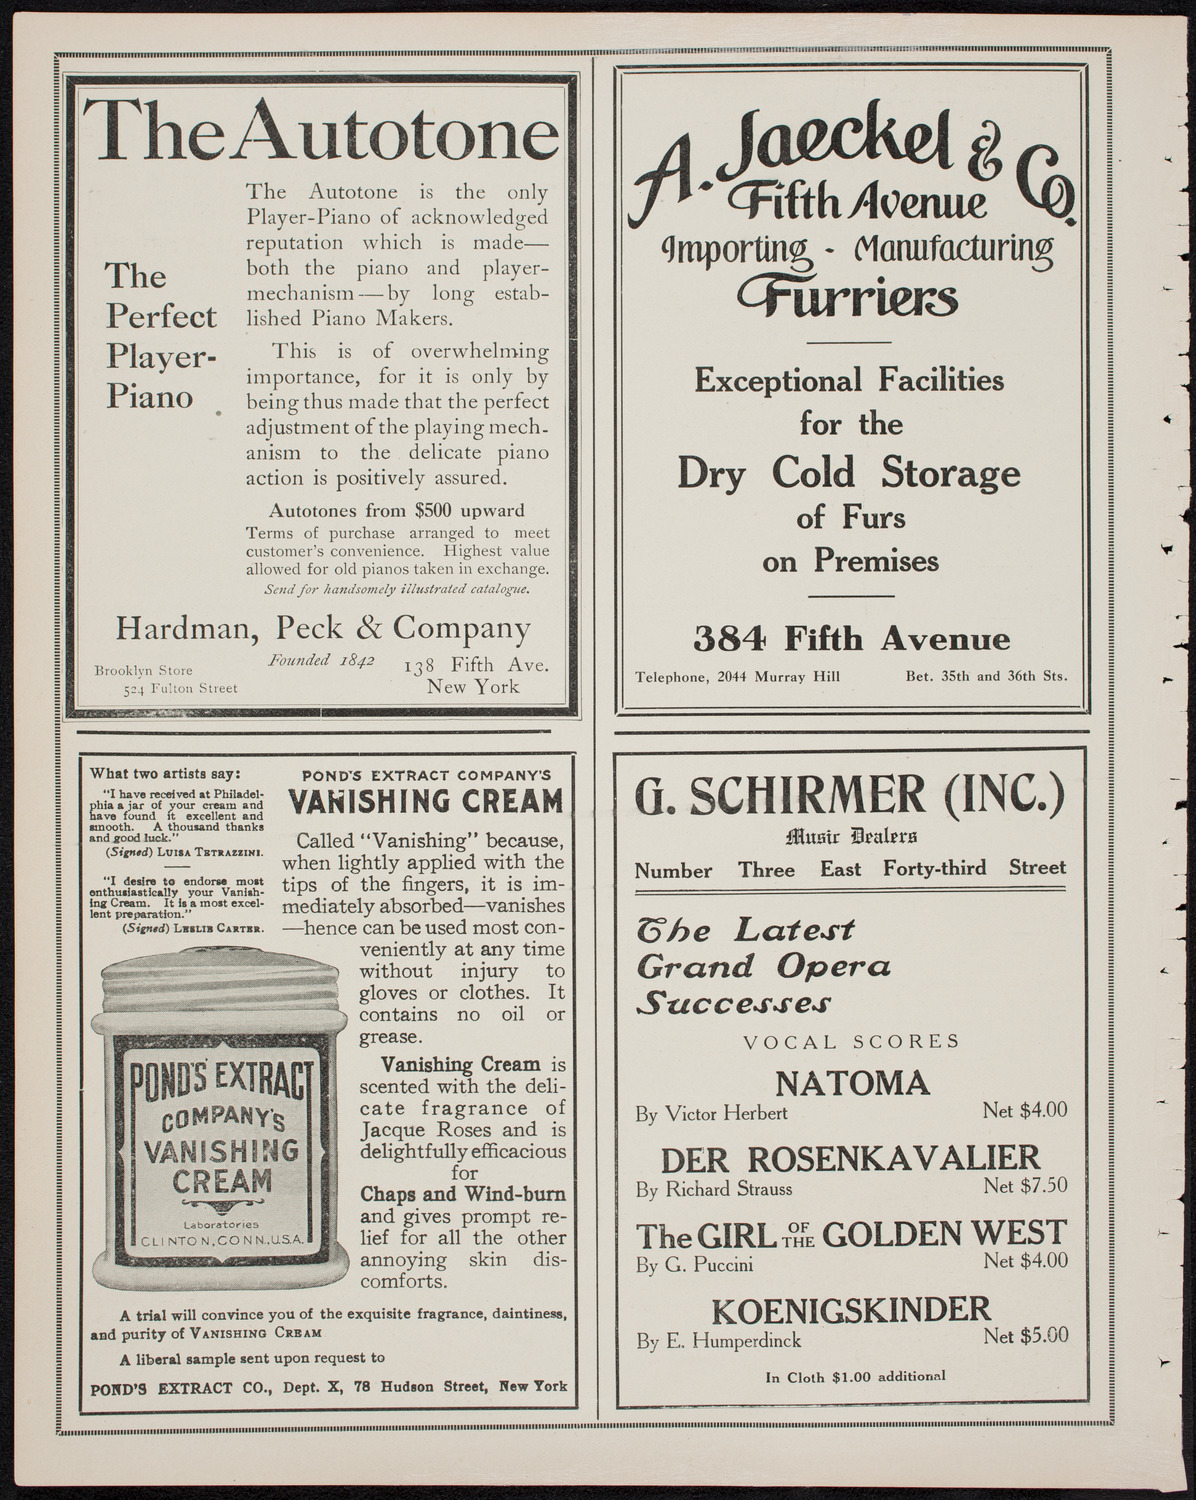 The Autotone
The
Perfect
Player-
Piano
The Autotone is the only
Player-Piano of acknowledged
reputation which is made—
both the piano and player-
mechanism—by long estab-
lished Piano Makers.
This is of overwhelming
importance, for it is only by
being thus made that the perfect
adjustment of the playing mech-
anism to the delicate piano
action is positively assured.
Autotones from $500 upward
Terms of purchase arranged to meet
customer's convenience. Highest value
allowed for old pianos taken in exchange.
Send for handsomely illustrated catalogue.
Hardman, Peck & Company
Founded 1842
Brooklyn Store
524 Fulton Street
138 Fifth Ave.
New York
A. Jaeckel & Co.
Fifth Avenue
Importing - Manufacturing
Furriers
Exceptional Facilities
for the
Dry Cold Storage
of Furs
on Premises
384 Fifth Avenue
Telephone, 2044 Murray Hill Bet. 35th and 36th Sts.
What two artists say:
"I have received at Philadel-
phia a jar of your cream and
have found it excellent and
smooth. A thousand thanks
and good luck."
(Signed) LUISA TETRAZZINI.
"I desire to endorse most
enthusiastically your Vanish-
ing Cream. It is a most excel-
lent preparation."
(Signed) LESLIE CARTER.
POND'S EXTRACT COMPANY'S
VANISHING CREAM
Called "Vanishing" because,
when lightly applied with the
tips of the fingers, it is im-
mediately absorbed—vanishes
—hence can be used most con-
veniently at any time
without injury to
gloves or clothes. It
contains no oil or
grease.
Vanishing Cream is
scented with the deli-
cate fragrance of
Jacque Roses and is
delightfully efficacious
for
Chaps and Wind-burn
and gives prompt re-
lief for all the other
annoying skin dis-
comforts.
POND'S EXTRACT
COMPANY'S
VANISHING
CREAM
Laboratories
CLINTON, CONN., U.S.A.
A trial will convince you of the exquisite fragrance, daintiness,
and purity of VANISHING CREAM
A liberal sample sent upon request to
POND'S EXTRACT CO., Dept. X, 78 Hudson Street, New York
G. SCHIRMER (INC.)
Music Dealers
Number Three East Forty-third Street
The Latest
Grand Opera
Successes
VOCAL SCORES
NATOMA
By Victor Herbert Net $4.00
DER ROSENKAVALIER
By Richard Strauss Net $7.50
The GIRL OF THE GOLDEN WEST
By G. Puccini Net $4.00
KOENIGSKINDER
By E. Humperdinck Net $5.00
In Cloth $1.00 additional